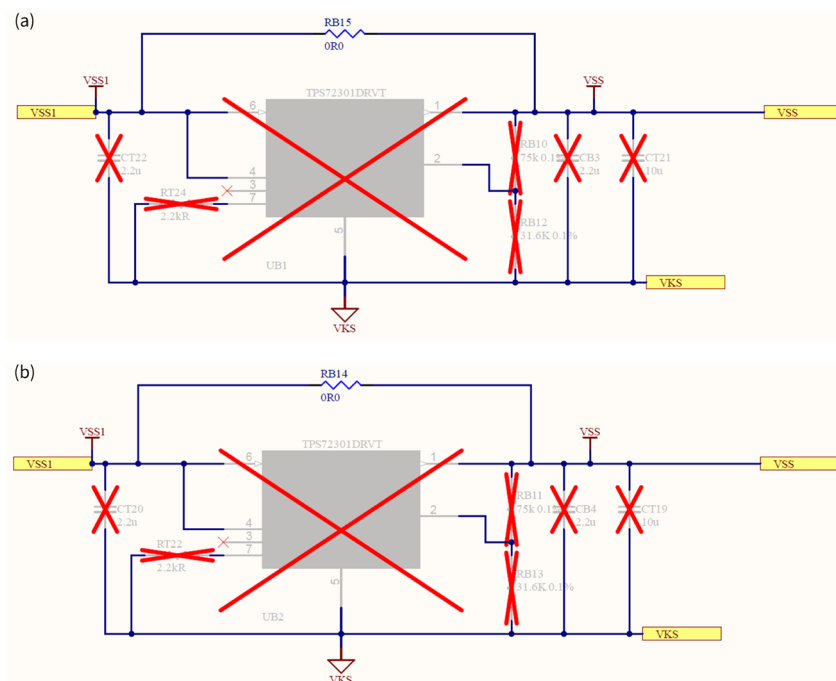 (a)
RB15
0R0
VSS1
TPS72301DRVT
VSS
VSS1
6
1
VSS
CT22
2.2u
4
3
7
2
RB10
75k 0.1
CB3
2.2u
CT21
10u
RT24
2.2kR
RB12
31.6K 0.1%
5
UB1
VKS
VKS
(b)
RB14
0R0
VSS1
TPS72301DRVT
VSS
VSS1
6
1
VSS
CT20
2.2u
4
3
7
2
RB11
75k 0.1
CB4
2.2u
CT19
10u
RT22
2.2kR
RB13
31.6K 0.1%
5
UB2
VKS
VKS